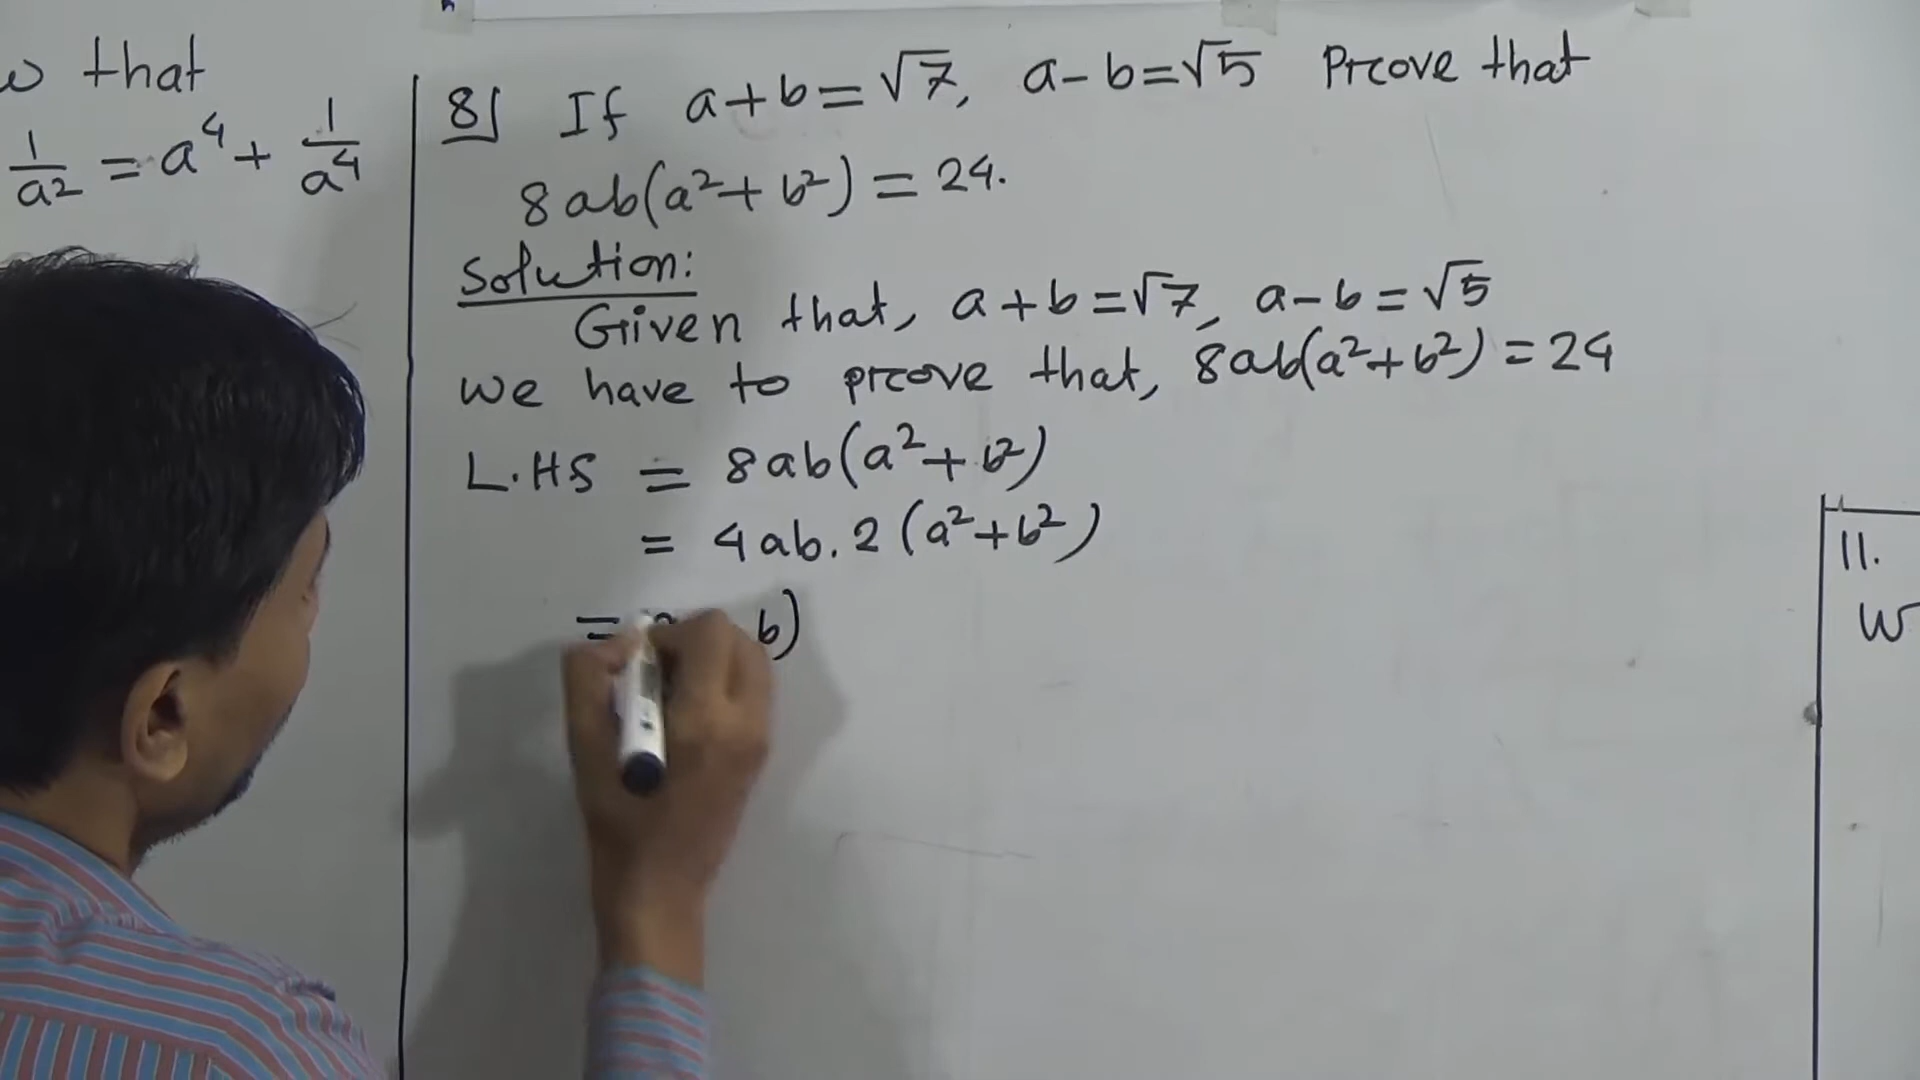 that
1/a² = a⁴ + 1/a⁴
8] If a+b=√7, a-b=√5 Prove that
8ab(a²+b²) = 24.
Solution:
Given that, a+b=√7, a-b=√5
We have to prove that, 8ab(a²+b²) = 24
L.HS = 8ab(a²+b²)
= 4ab.2(a²+b²)
= b)
11.
W